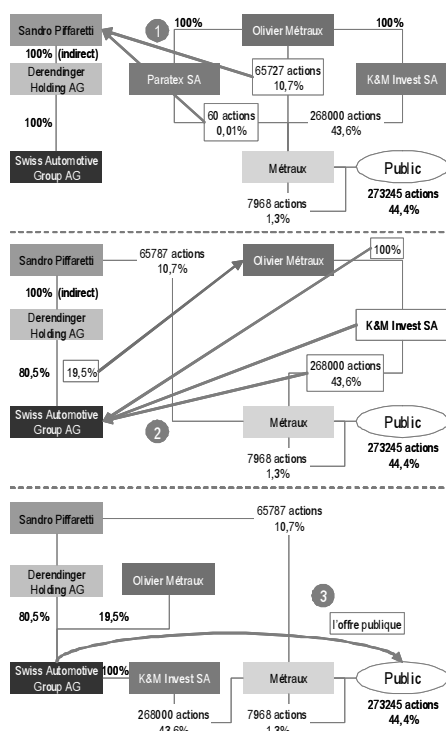 Sandro Piffaretti
1
100%
Olivier Métraux
100%
100% (indirect)
Derendinger
Holding AG
Paratex SA
65727 actions
10,7%
K&M Invest SA
100%
60 actions
0,01%
268000 actions
43,6%
Swiss Automotive
Group AG
Métraux
Public
7968 actions
1,3%
273245 actions
44,4%
Sandro Piffaretti
65787 actions
10,7%
Olivier Métraux
100%
100% (indirect)
Derendinger
Holding AG
K&M Invest SA
80,5%
19,5%
268000 actions
43,6%
Swiss Automotive
Group AG
2
Métraux
Public
7968 actions
1,3%
273245 actions
44,4%
Sandro Piffaretti
65787 actions
10,7%
Derendinger
Holding AG
Olivier Métraux
3
80,5%
19,5%
l'offre publique
Swiss Automotive
Group AG
100%
K&M Invest SA
Métraux
Public
268000 actions
43,6%
7968 actions
1,3%
273245 actions
44,4%